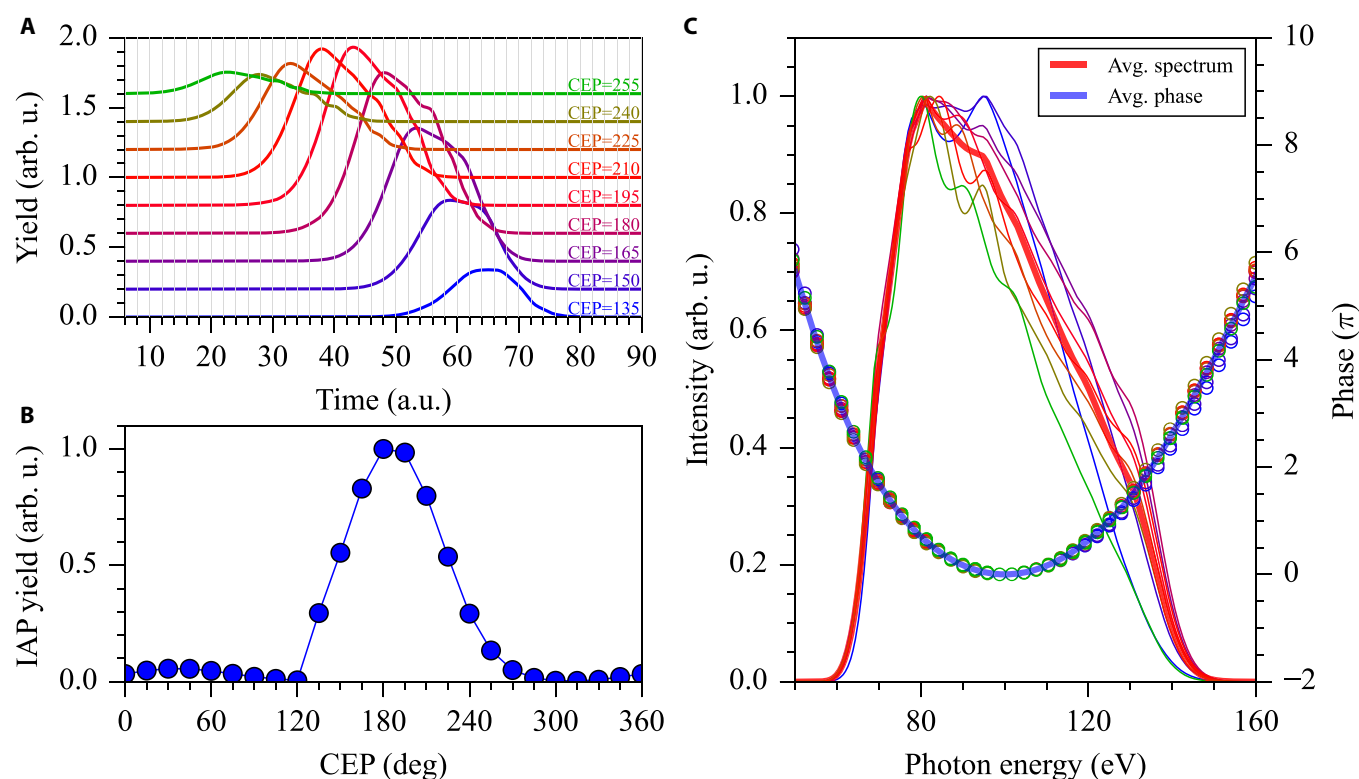 A
2.0
1.5
1.0
0.5
0.0
Yield (arb. u.)
CEP=255
CEP=240
CEP=225
CEP=210
CEP=195
CEP=180
CEP=165
CEP=150
CEP=135
10 20 30 40 50 60 70 80 90
Time (a.u.)
B
1.0
0.5
0.0
IAP yield (arb. u.)
0 60 120 180 240 300 360
CEP (deg)
C
Avg. spectrum
Avg. phase
1.0
0.8
0.6
0.4
0.2
0.0
Intensity (arb. u.)
10
8
6
4
2
0
−2
Phase (π)
80 120 160
Photon energy (eV)